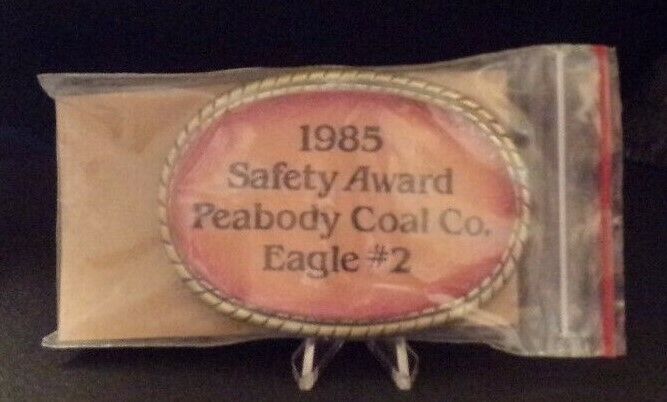 1985
Safety Award
Peabody Coal Co.
Eagle #2